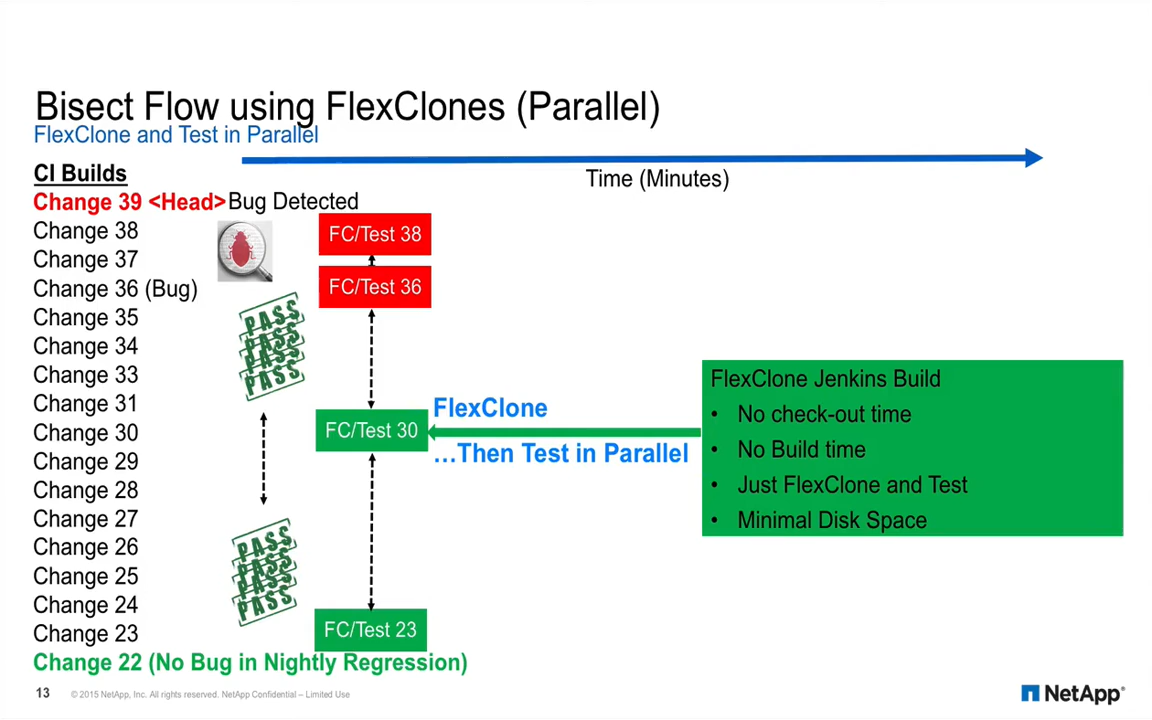 Bisect Flow using FlexClones (Parallel)
FlexClone and Test in Parallel
Time (Minutes)
CI Builds
Change 39 <Head> Bug Detected
Change 38
Change 37
Change 36 (Bug)
Change 35
Change 34
Change 33
Change 31
Change 30
Change 29
Change 28
Change 27
Change 26
Change 25
Change 24
Change 23
Change 22 (No Bug in Nightly Regression)
PASS
PASS
PASS
PASS
PASS
PASS
PASS
PASS
FC/Test 38
FC/Test 36
FC/Test 30
FC/Test 23
FlexClone
…Then Test in Parallel
FlexClone Jenkins Build
• No check-out time
• No Build time
• Just FlexClone and Test
• Minimal Disk Space
13 © 2015 NetApp, Inc. All rights reserved. NetApp Confidential – Limited Use
NetApp®